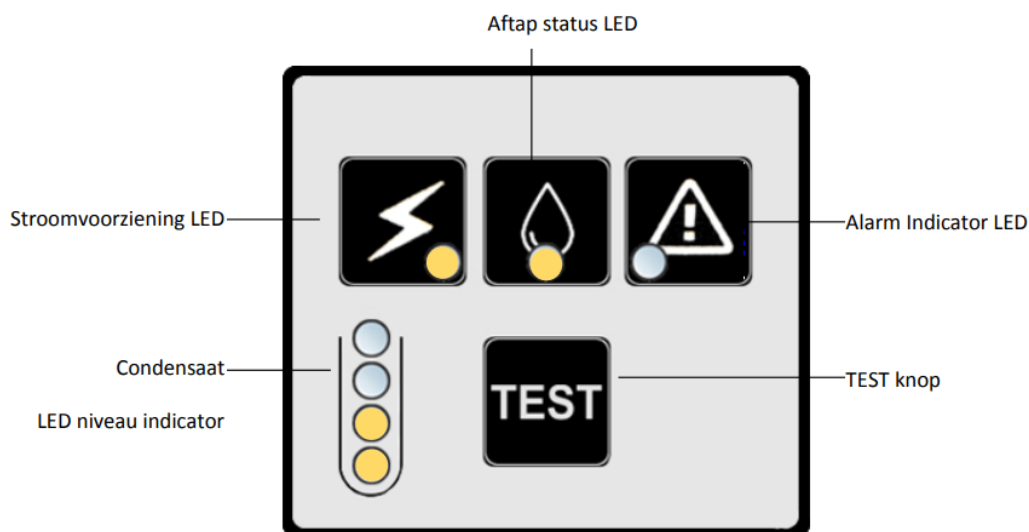 Aftap status LED
Stroomvoorziening LED
Alarm Indicator LED
Condensaat
LED niveau indicator
TEST
TEST knop